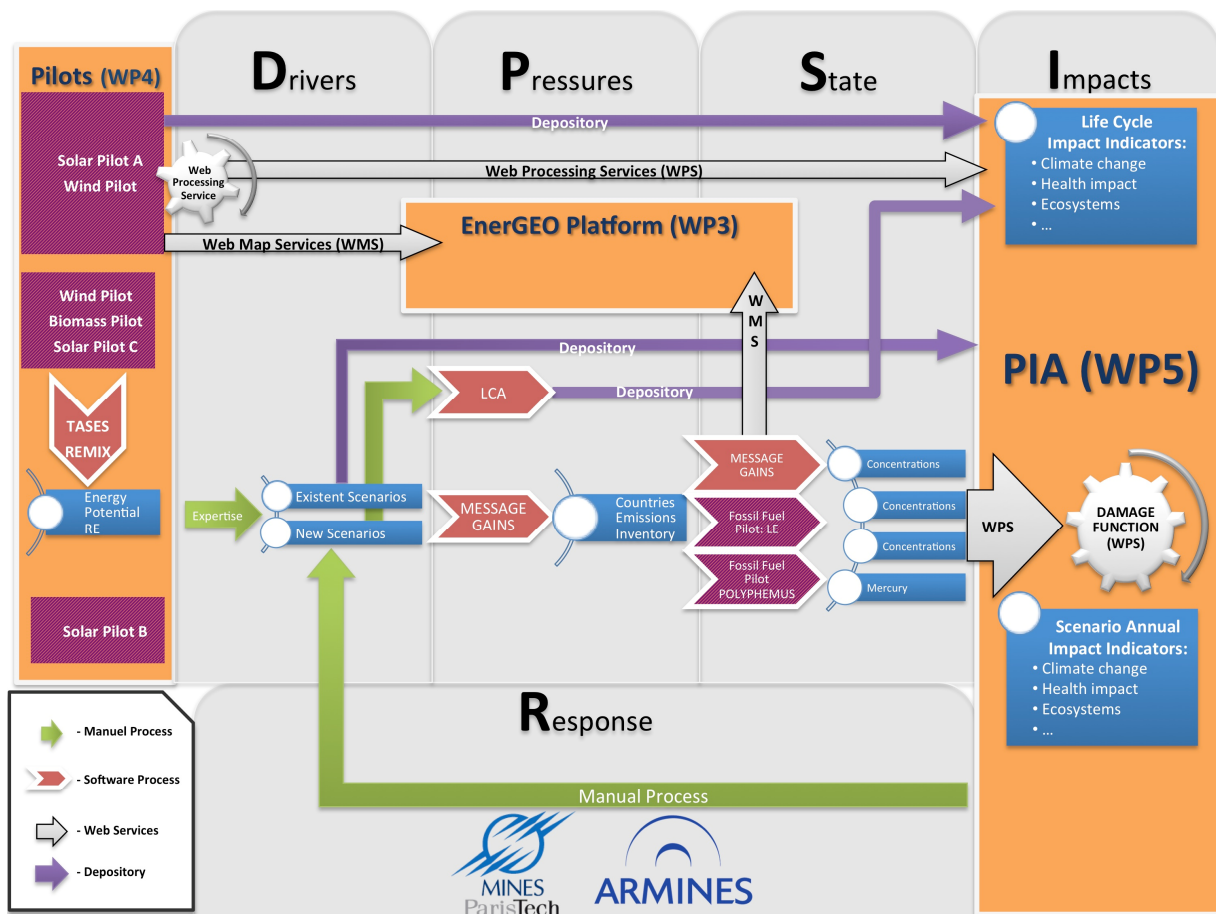 Pilots (WP4)
Drivers
Pressures
State
Impacts
Solar Pilot A
Wind Pilot
Web
Processing
Service
Depository
Web Processing Services (WPS)
Web Map Services (WMS)
EnerGEO Platform (WP3)
Life Cycle
Impact Indicators:
• Climate change
• Health impact
• Ecosystems
• ...
Wind Pilot
Biomass Pilot
Solar Pilot C
TASES
REMIX
Energy
Potential
RE
Solar Pilot B
WMS
Depository
LCA
Depository
PIA (WP5)
Expertise
Existent Scenarios
New Scenarios
MESSAGE
GAINS
Countries
Emissions
Inventory
MESSAGE
GAINS
Fossil Fuel
Pilot: LE
Fossil Fuel
Pilot
POLYPHEMUS
Concentrations
Concentrations
Concentrations
Mercury
WPS
DAMAGE
FUNCTION
(WPS)
Scenario Annual
Impact Indicators:
• Climate change
• Health impact
• Ecosystems
• ...
Response
Manual Process
- Manuel Process
- Software Process
- Web Services
- Depository
MINES
ParisTech
ARMINES